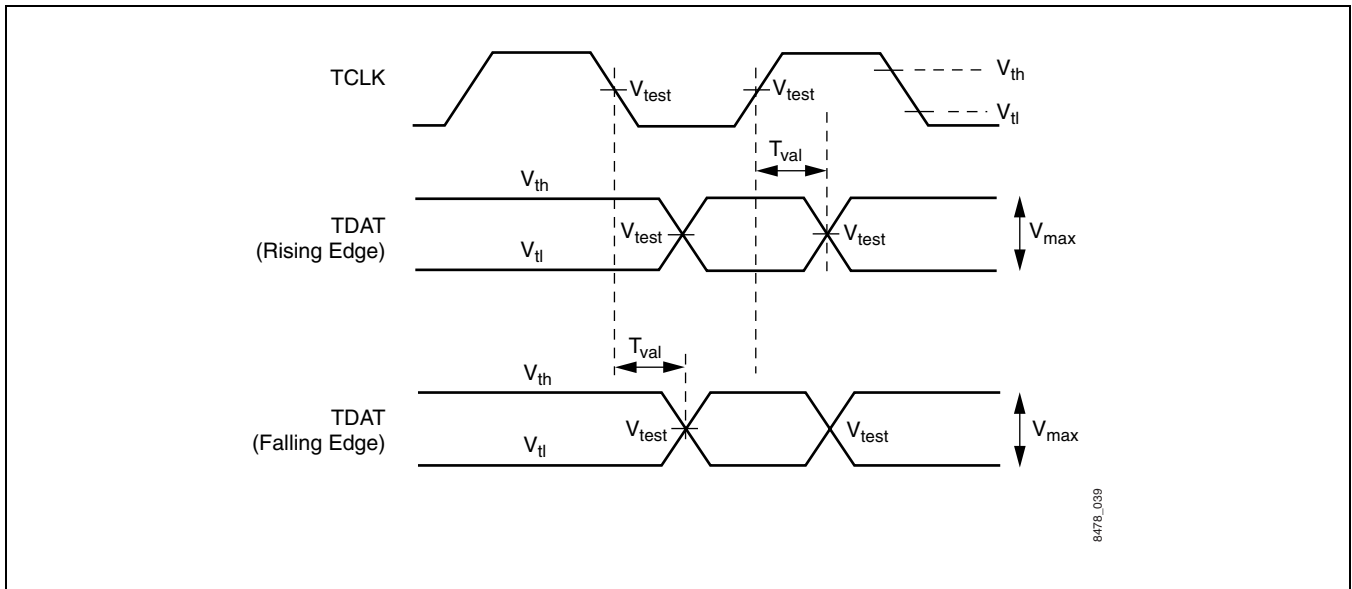 TCLK
Vtest
Vtest
Vth
Vtl
Tval
Vth
TDAT
(Rising Edge)
Vtest
Vtest
Vmax
Vtl
Tval
Vth
TDAT
(Falling Edge)
Vtest
Vtest
Vmax
Vtl
8478_039